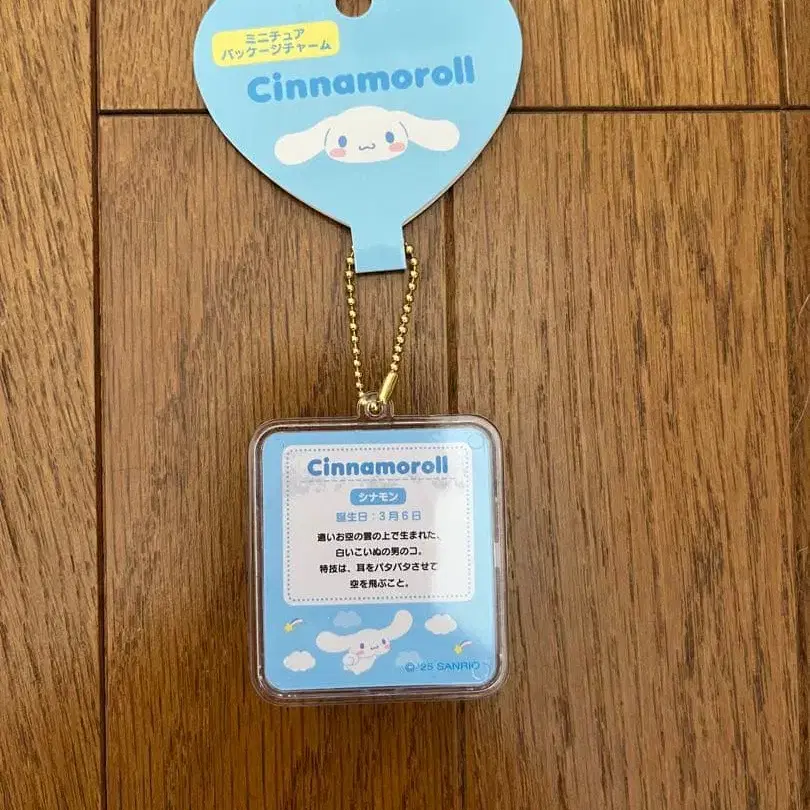 ミニチュア
パッケージチャーム
Cinnamoroll
Cinnamoroll
シナモン
誕生日：3月6日
遠いお空の雲の上で生まれた、
白いこいぬの男のコ。
特技は、耳をパタパタさせて
空を飛ぶこと。
© '25 SANRIO